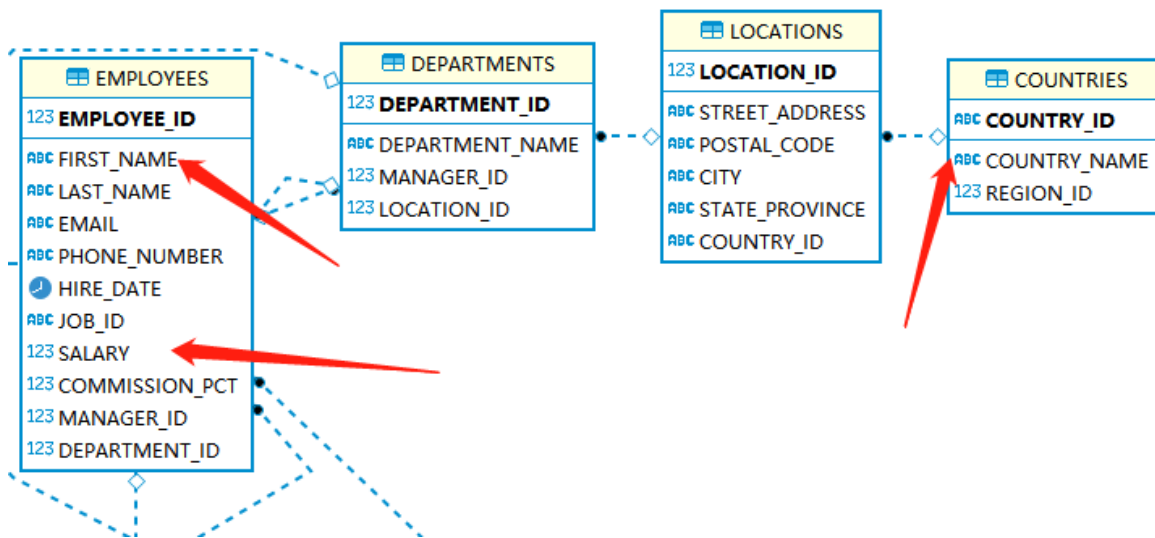 EMPLOYEES
123 EMPLOYEE_ID
ABC FIRST_NAME
ABC LAST_NAME
ABC EMAIL
ABC PHONE_NUMBER
HIRE_DATE
ABC JOB_ID
123 SALARY
123 COMMISSION_PCT
123 MANAGER_ID
123 DEPARTMENT_ID
DEPARTMENTS
123 DEPARTMENT_ID
ABC DEPARTMENT_NAME
123 MANAGER_ID
123 LOCATION_ID
LOCATIONS
123 LOCATION_ID
ABC STREET_ADDRESS
ABC POSTAL_CODE
ABC CITY
ABC STATE_PROVINCE
ABC COUNTRY_ID
COUNTRIES
ABC COUNTRY_ID
ABC COUNTRY_NAME
123 REGION_ID